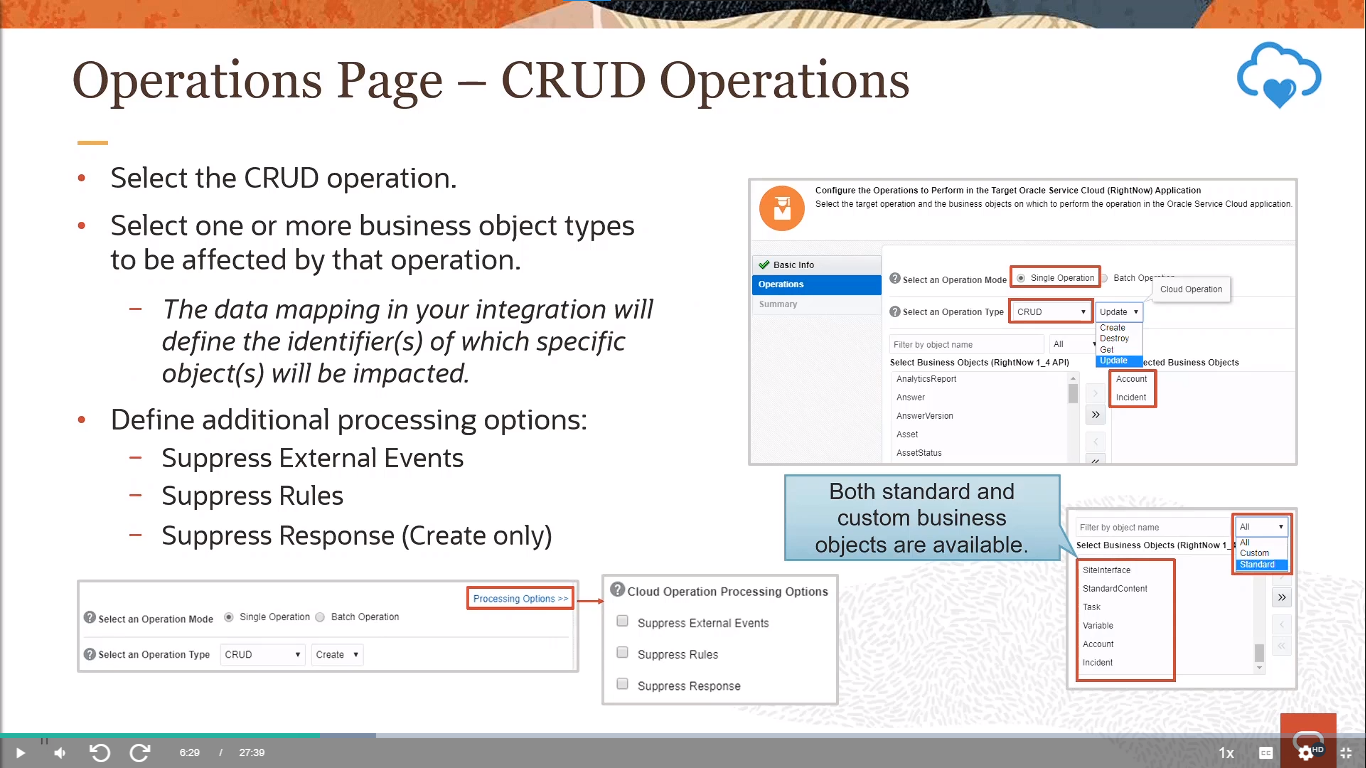 Operations Page – CRUD Operations
• Select the CRUD operation.
• Select one or more business object types
to be affected by that operation.
– The data mapping in your integration will
define the identifier(s) of which specific
object(s) will be impacted.
• Define additional processing options:
– Suppress External Events
– Suppress Rules
– Suppress Response (Create only)
Configure the Operations to Perform in the Target Oracle Service Cloud (RightNow) Application
Select the target operation and the business objects on which to perform the operation in the Oracle Service Cloud application.
Basic Info
Operations
Summary
Select an Operation Mode Single Operation Batch
Cloud Operation
Select an Operation Type CRUD Update
Create
Destroy
Get
Update
Filter by object name All
Select Business Objects (RightNow 1_4 API) Business Objects
AnalyticsReport
Answer
AnswerVersion
Asset
AssetStatus
Account
Incident
Both standard and
custom business
objects are available.
Filter by object name All
Select Business Objects (RightNow 1_4
All
Custom
Standard
SiteInterface
StandardContent
Task
Variable
Account
Incident
Processing Options >>
Select an Operation Mode Single Operation Batch Operation
Select an Operation Type CRUD Create
Cloud Operation Processing Options
Suppress External Events
Suppress Rules
Suppress Response
6:29 / 27:39
1x
CC
HD